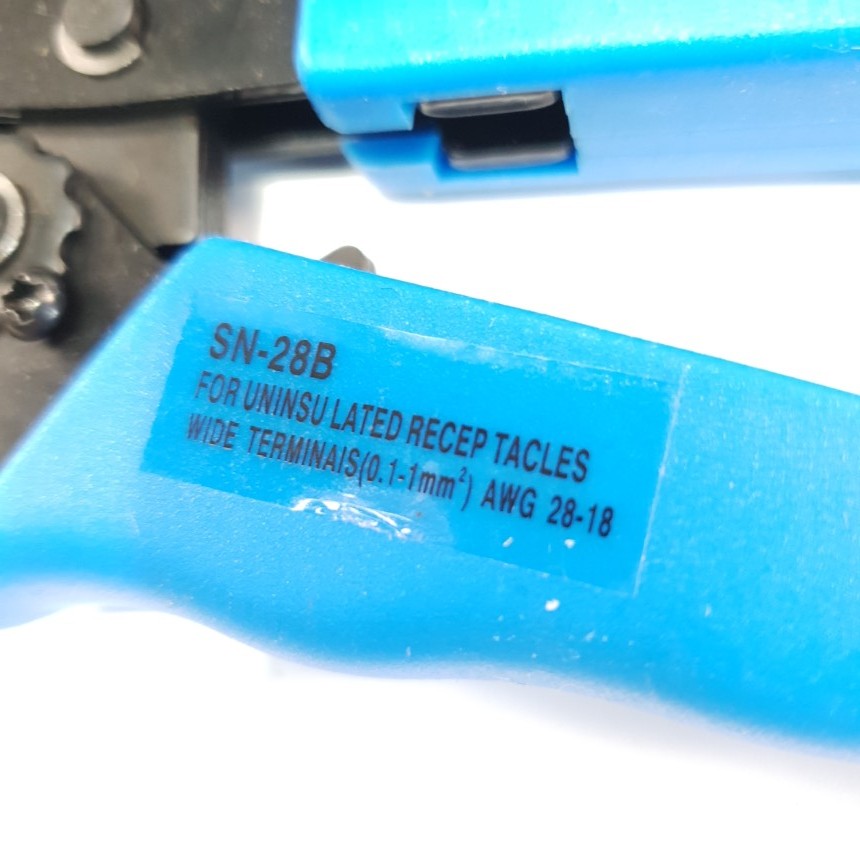 SN-28B
FOR UNINSU LATED RECEP TACLES
WIDE TERMINAIS(0.1-1mm²) AWG 28-18